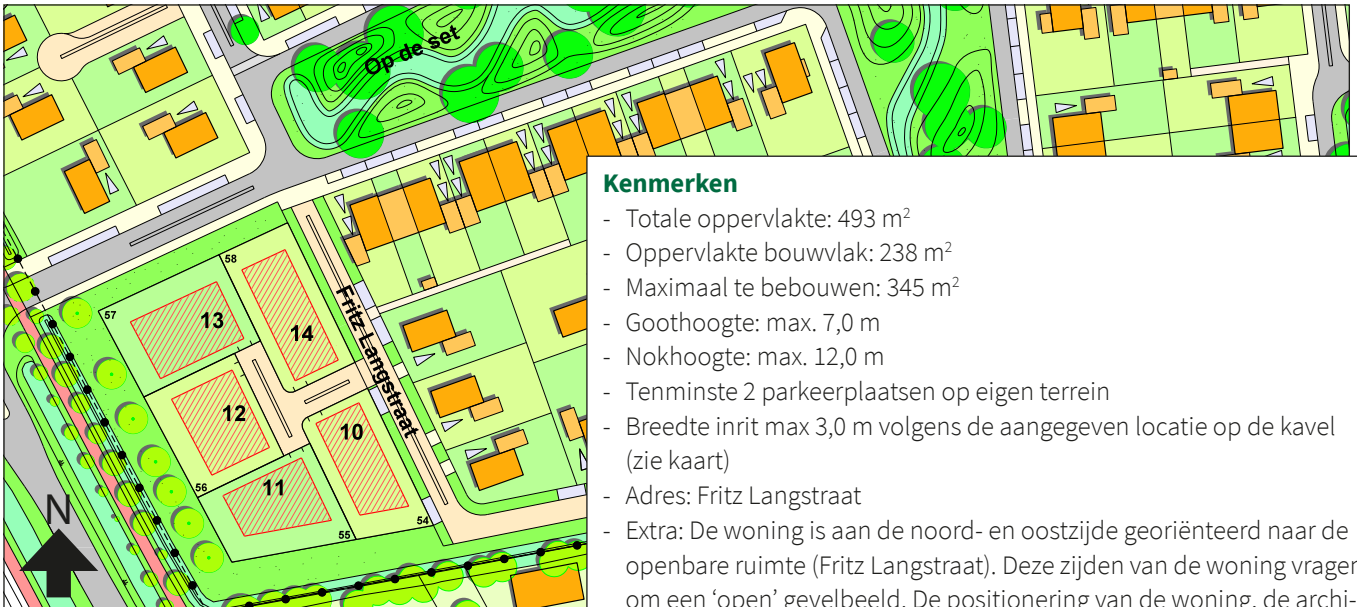 Op de set
58
57
13
14
Fritz Langstraat
12
10
56
11
55
54
N
Kenmerken
- Totale oppervlakte: 493 m²
- Oppervlakte bouwvlak: 238 m²
- Maximaal te bebouwen: 345 m²
- Goothoogte: max. 7,0 m
- Nokhoogte: max. 12,0 m
- Tenminste 2 parkeerplaatsen op eigen terrein
- Breedte inrit max 3,0 m volgens de aangegeven locatie op de kavel
(zie kaart)
- Adres: Fritz Langstraat
- Extra: De woning is aan de noord- en oostzijde georiënteerd naar de
openbare ruimte (Fritz Langstraat). Deze zijden van de woning vragen
om een ‘open’ gevelbeeld. De positionering van de woning, de archi-